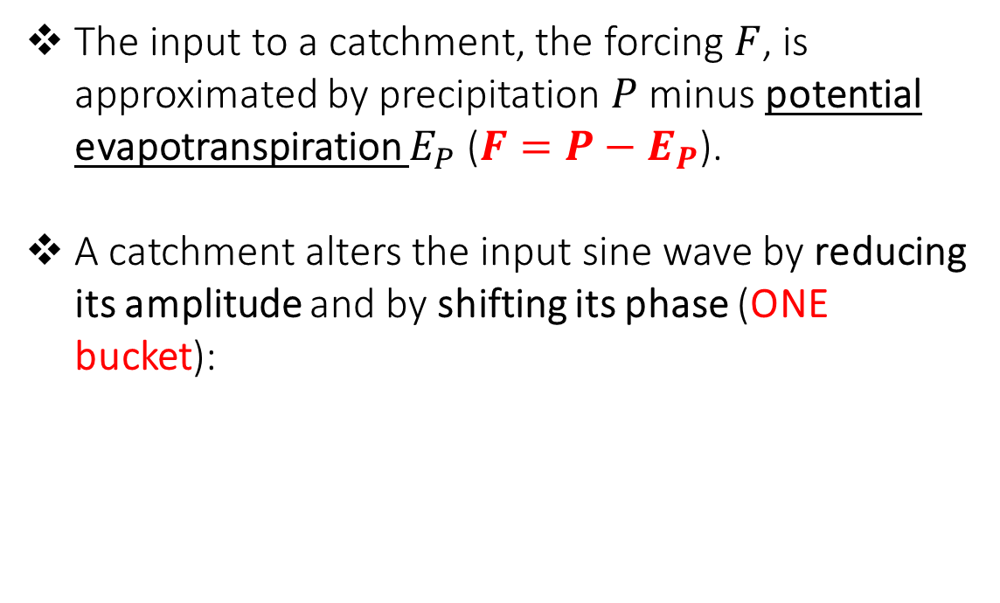 ❖ The input to a catchment, the forcing F, is
approximated by precipitation P minus potential
evapotranspiration E_P (F = P − E_P).
❖ A catchment alters the input sine wave by reducing
its amplitude and by shifting its phase (ONE
bucket):